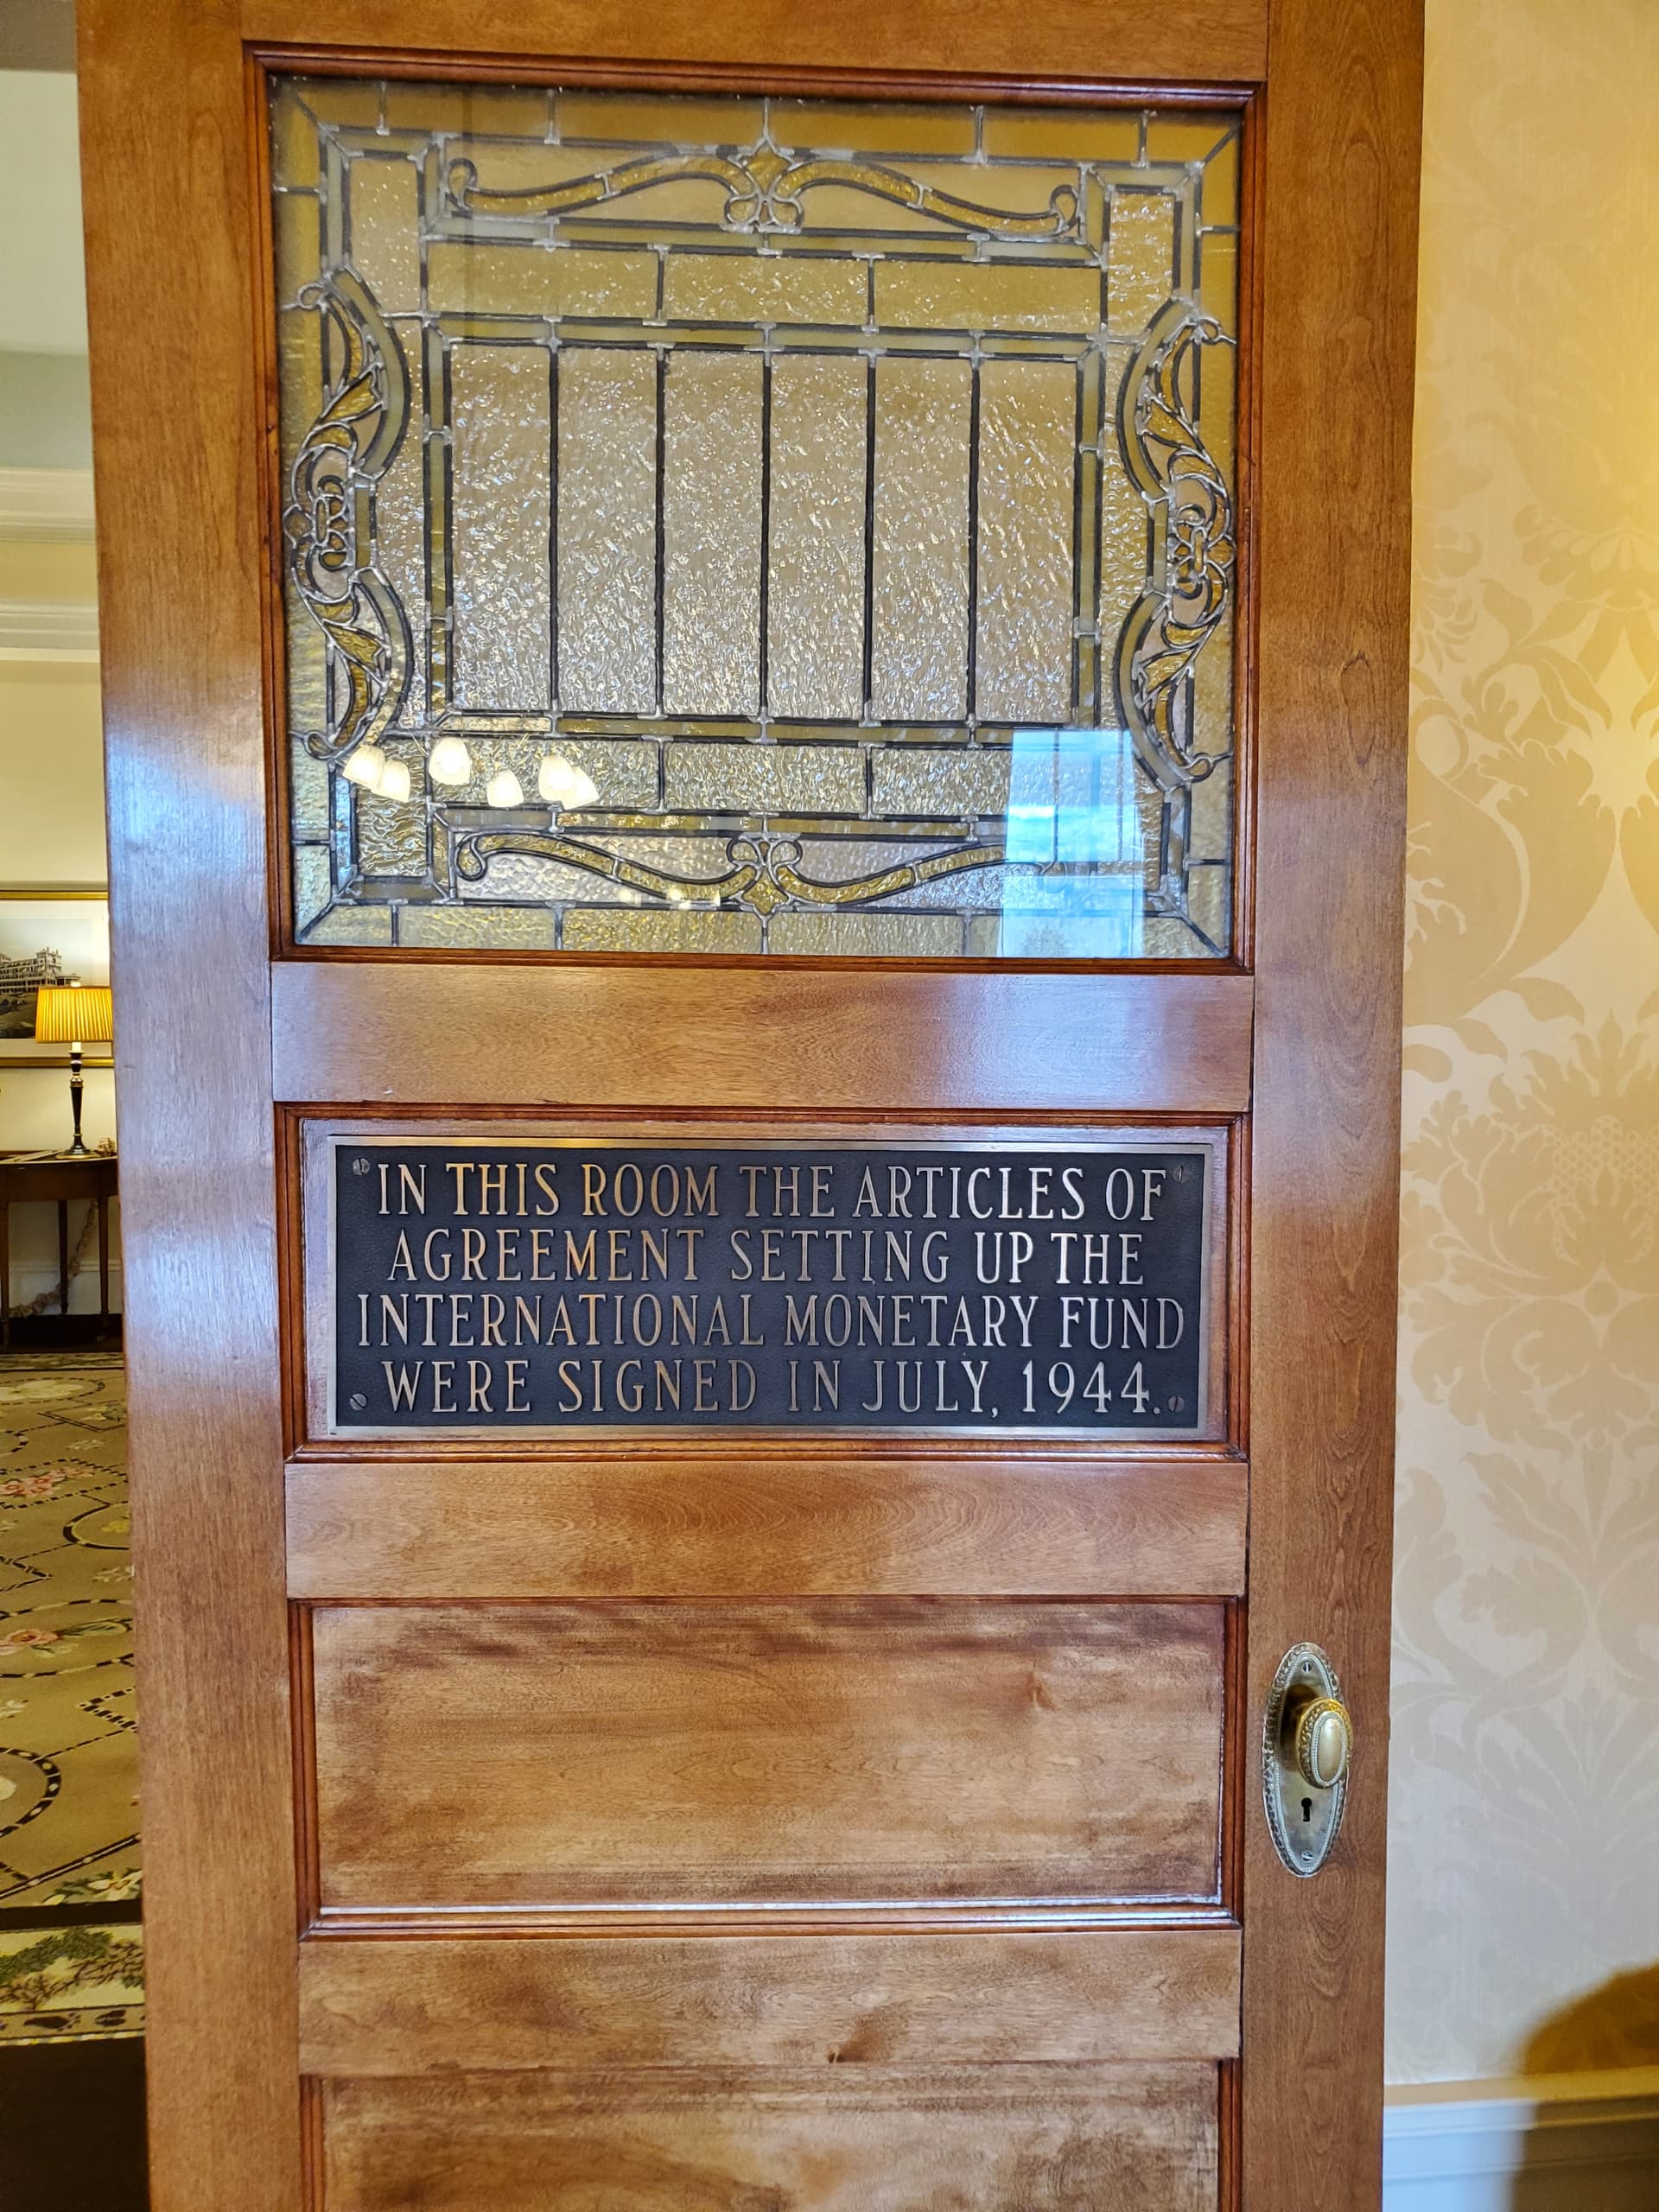 IN THIS ROOM THE ARTICLES OF
AGREEMENT SETTING UP THE
INTERNATIONAL MONETARY FUND
WERE SIGNED IN JULY, 1944.